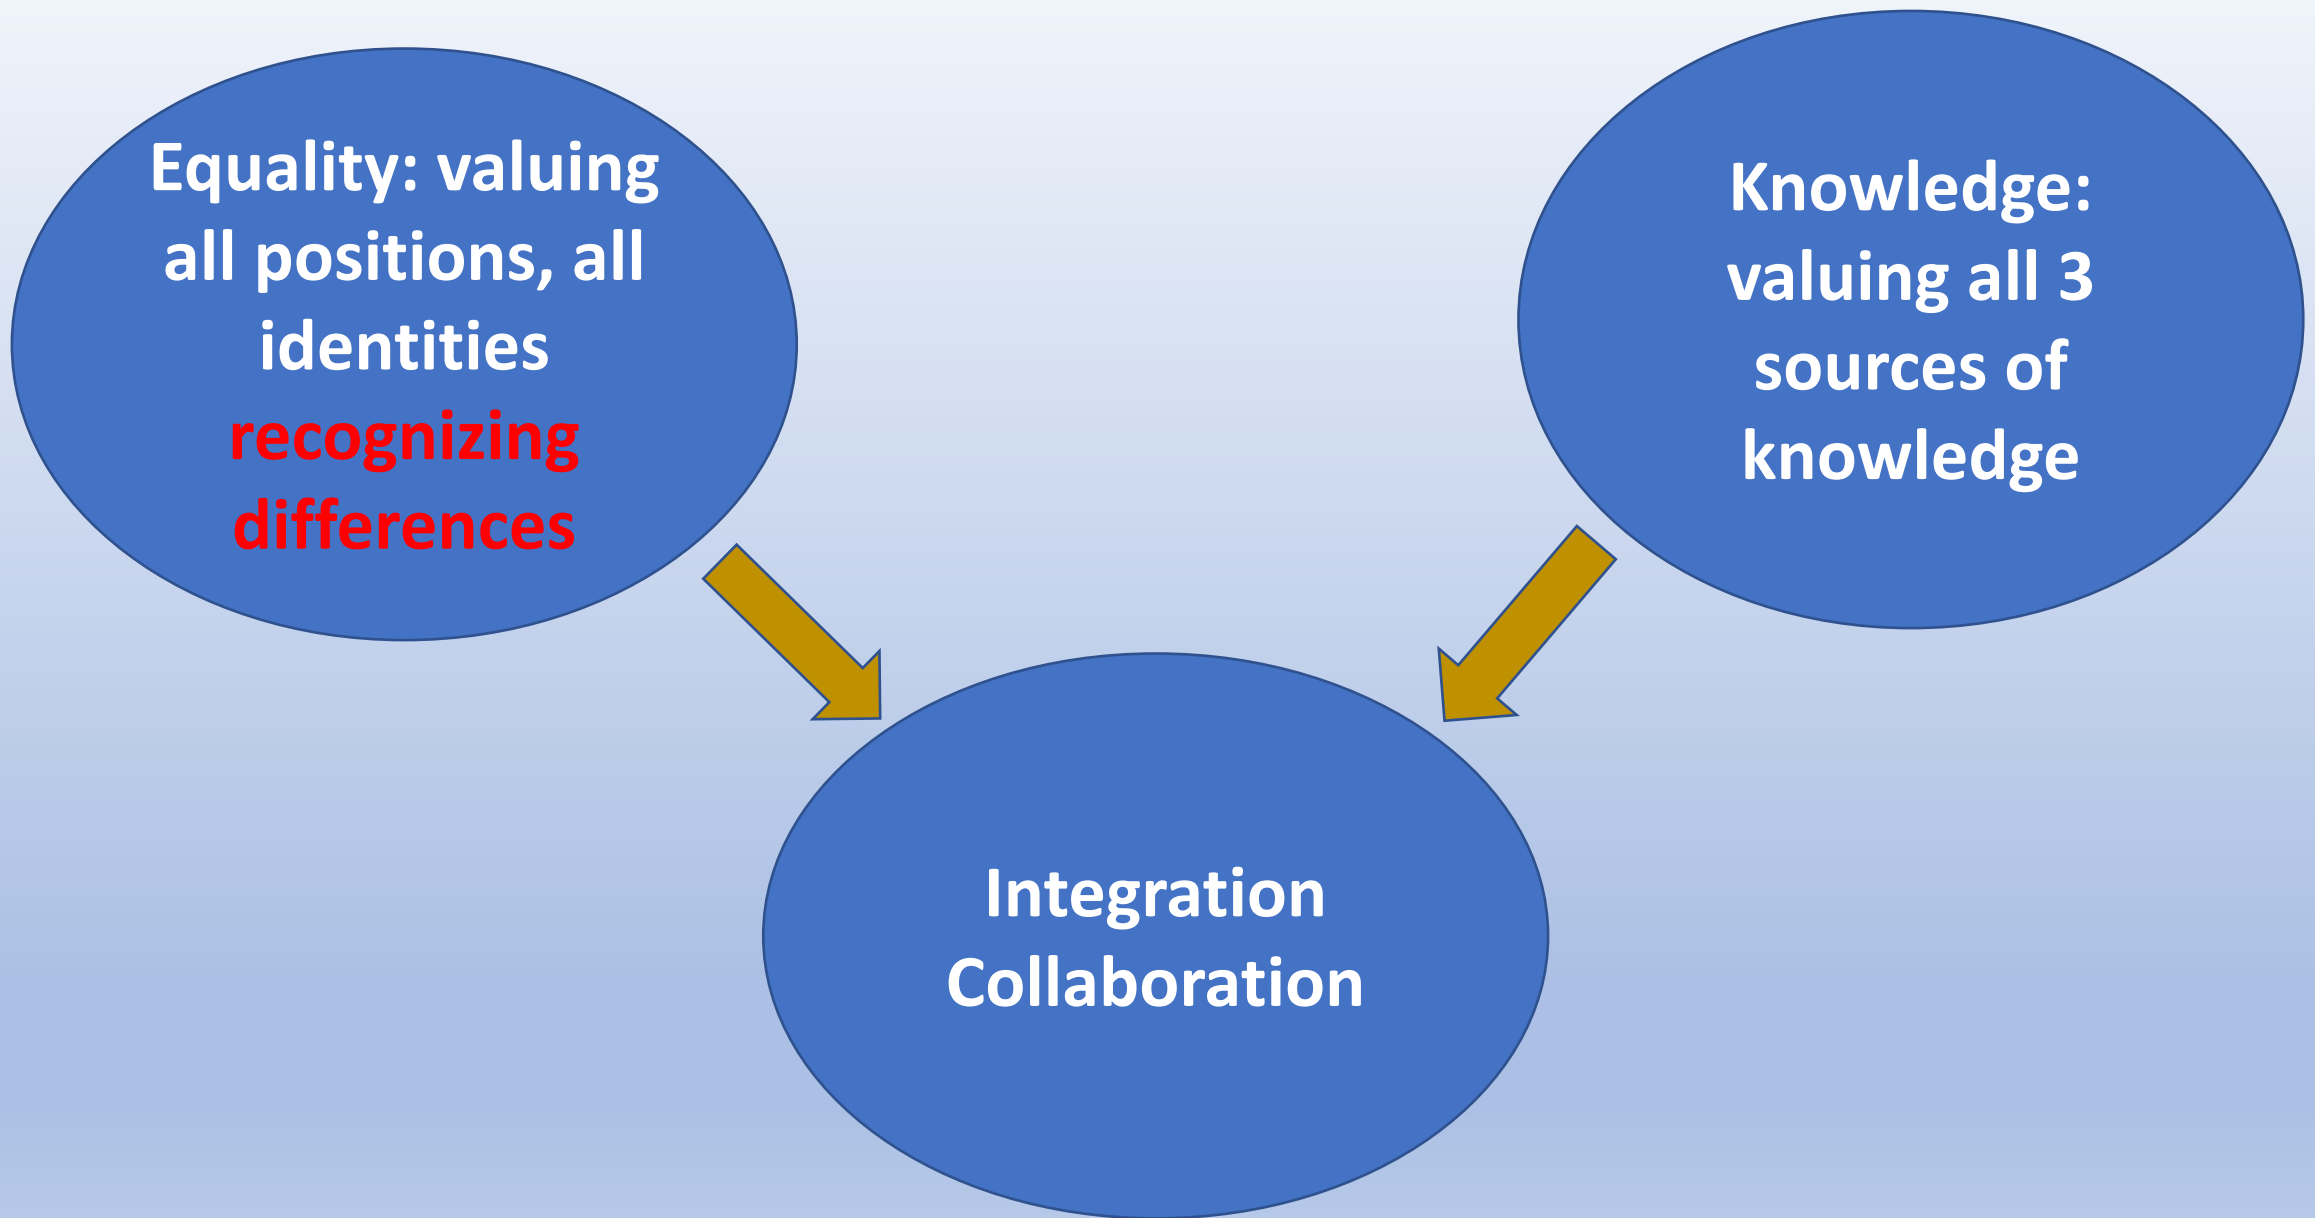 Equality: valuing
all positions, all
identities
recognizing
differences
Knowledge:
valuing all 3
sources of
knowledge
Integration
Collaboration